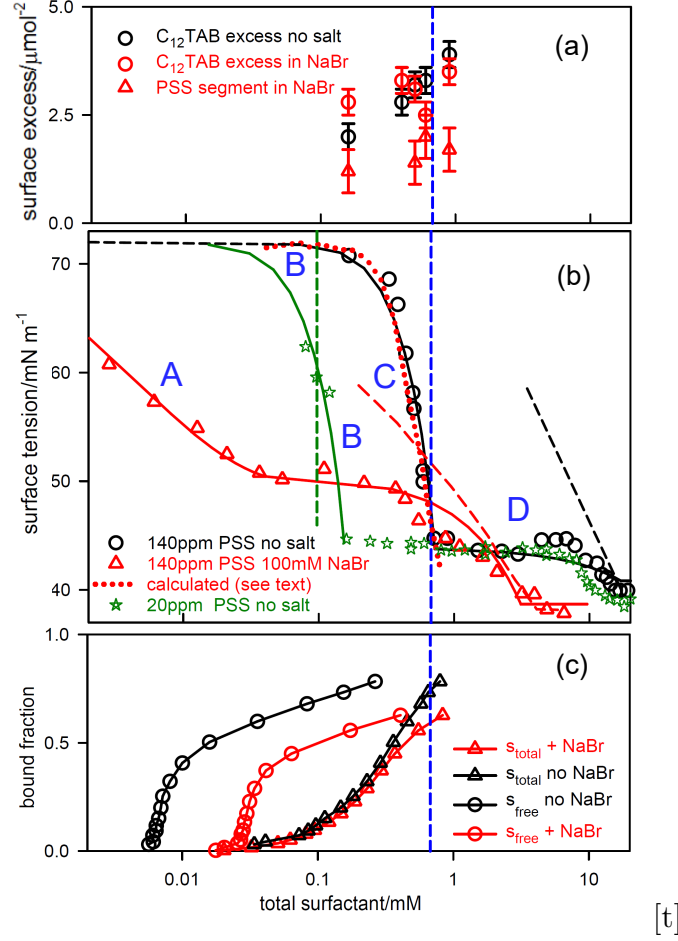 5.0
2.5
0.0
surface excess/μmol⁻²
C₁₂TAB excess no salt
C₁₂TAB excess in NaBr
PSS segment in NaBr
(a)
70
60
50
40
surface tension/mN m⁻¹
(b)
A
B
B
C
D
140ppm PSS no salt
140ppm PSS 100mM NaBr
calculated (see text)
20ppm PSS no salt
1.0
0.5
0.0
bound fraction
(c)
s_total + NaBr
s_total no NaBr
s_free no NaBr
s_free + NaBr
0.01
0.1
1
10
total surfactant/mM
[t]